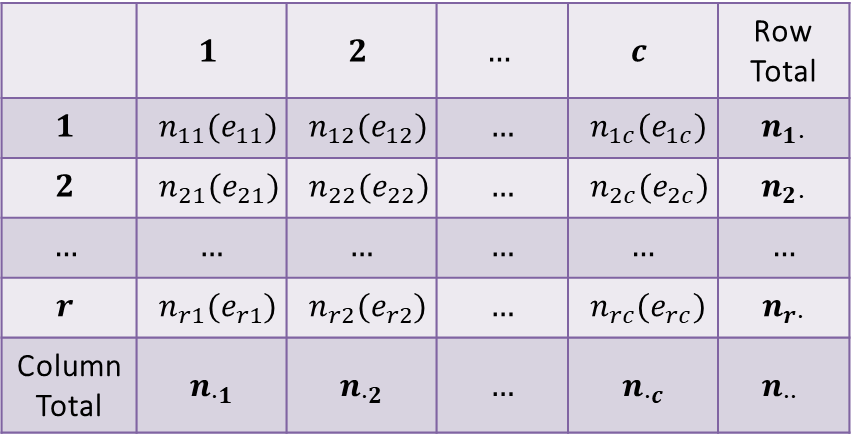 1 2 ... c Row Total
1 n₁₁(e₁₁) n₁₂(e₁₂) ... n₁c(e₁c) n₁.
2 n₂₁(e₂₁) n₂₂(e₂₂) ... n₂c(e₂c) n₂.
... ... ... ... ... ...
r nᵣ₁(eᵣ₁) nᵣ₂(eᵣ₂) ... nᵣc(eᵣc) nᵣ.
Column Total n.₁ n.₂ ... n.c n..